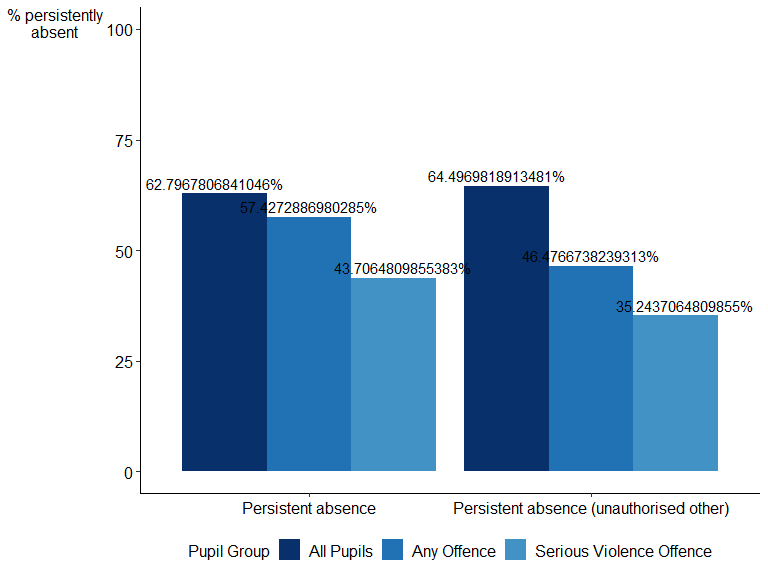 % persistently
absent
100
75
50
25
0
62.7967806841046%
57.4272886980285%
43.7064809855383%
64.4969818913481%
46.4766738239313%
35.2437064809855%
Persistent absence
Persistent absence (unauthorised other)
Pupil Group All Pupils Any Offence Serious Violence Offence